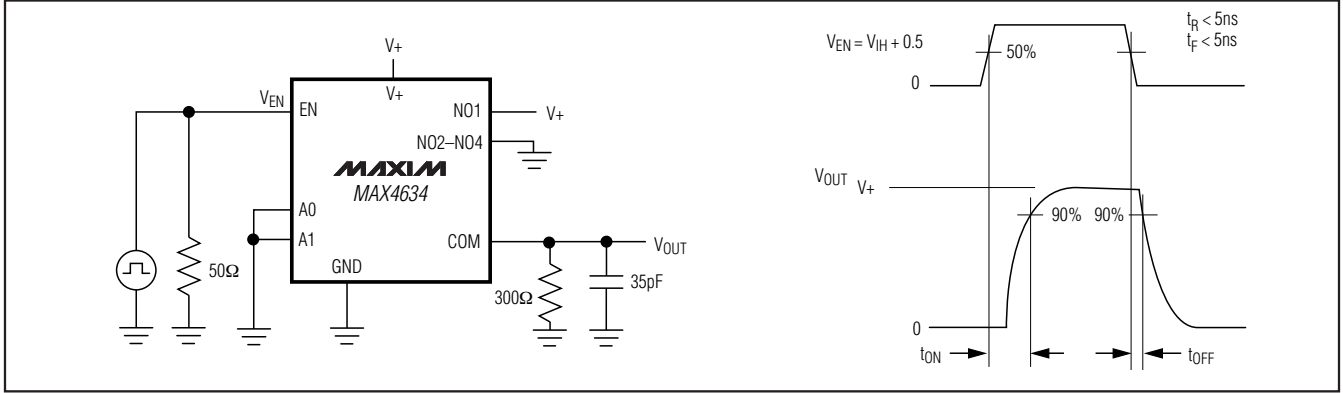 V+
V+
VEN
EN
NO1
V+
NO2–NO4
MAXIM
MAX4634
A0
A1
COM
VOUT
GND
50Ω
300Ω
35pF
tR < 5ns
tF < 5ns
VEN = VIH + 0.5
50%
0
VOUT V+
90% 90%
0
tON
tOFF